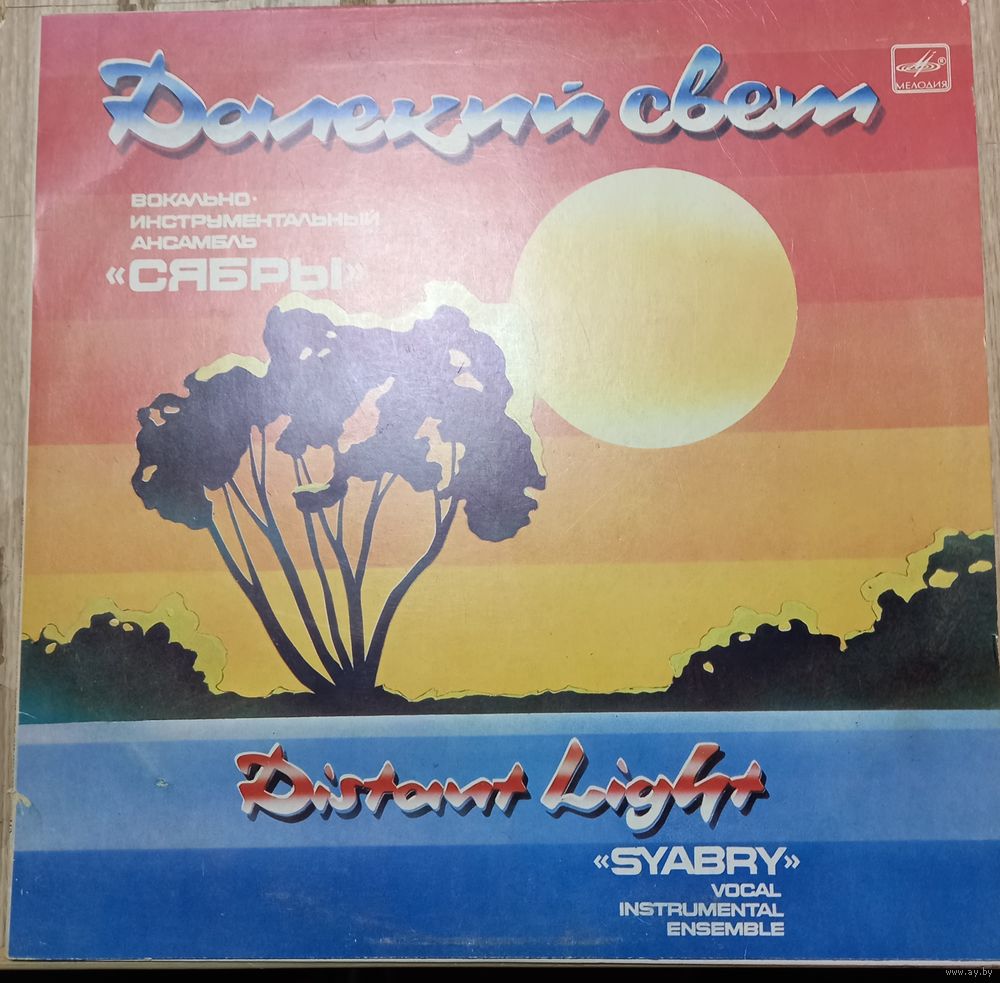 Далекий свет
МЕЛОДИЯ
ВОКАЛЬНО-
ИНСТРУМЕНТАЛЬНЫЙ
АНСАМБЛЬ
«СЯБРЫ»
Distant Light
«SYABRY»
VOCAL
INSTRUMENTAL
ENSEMBLE
www.ay.by